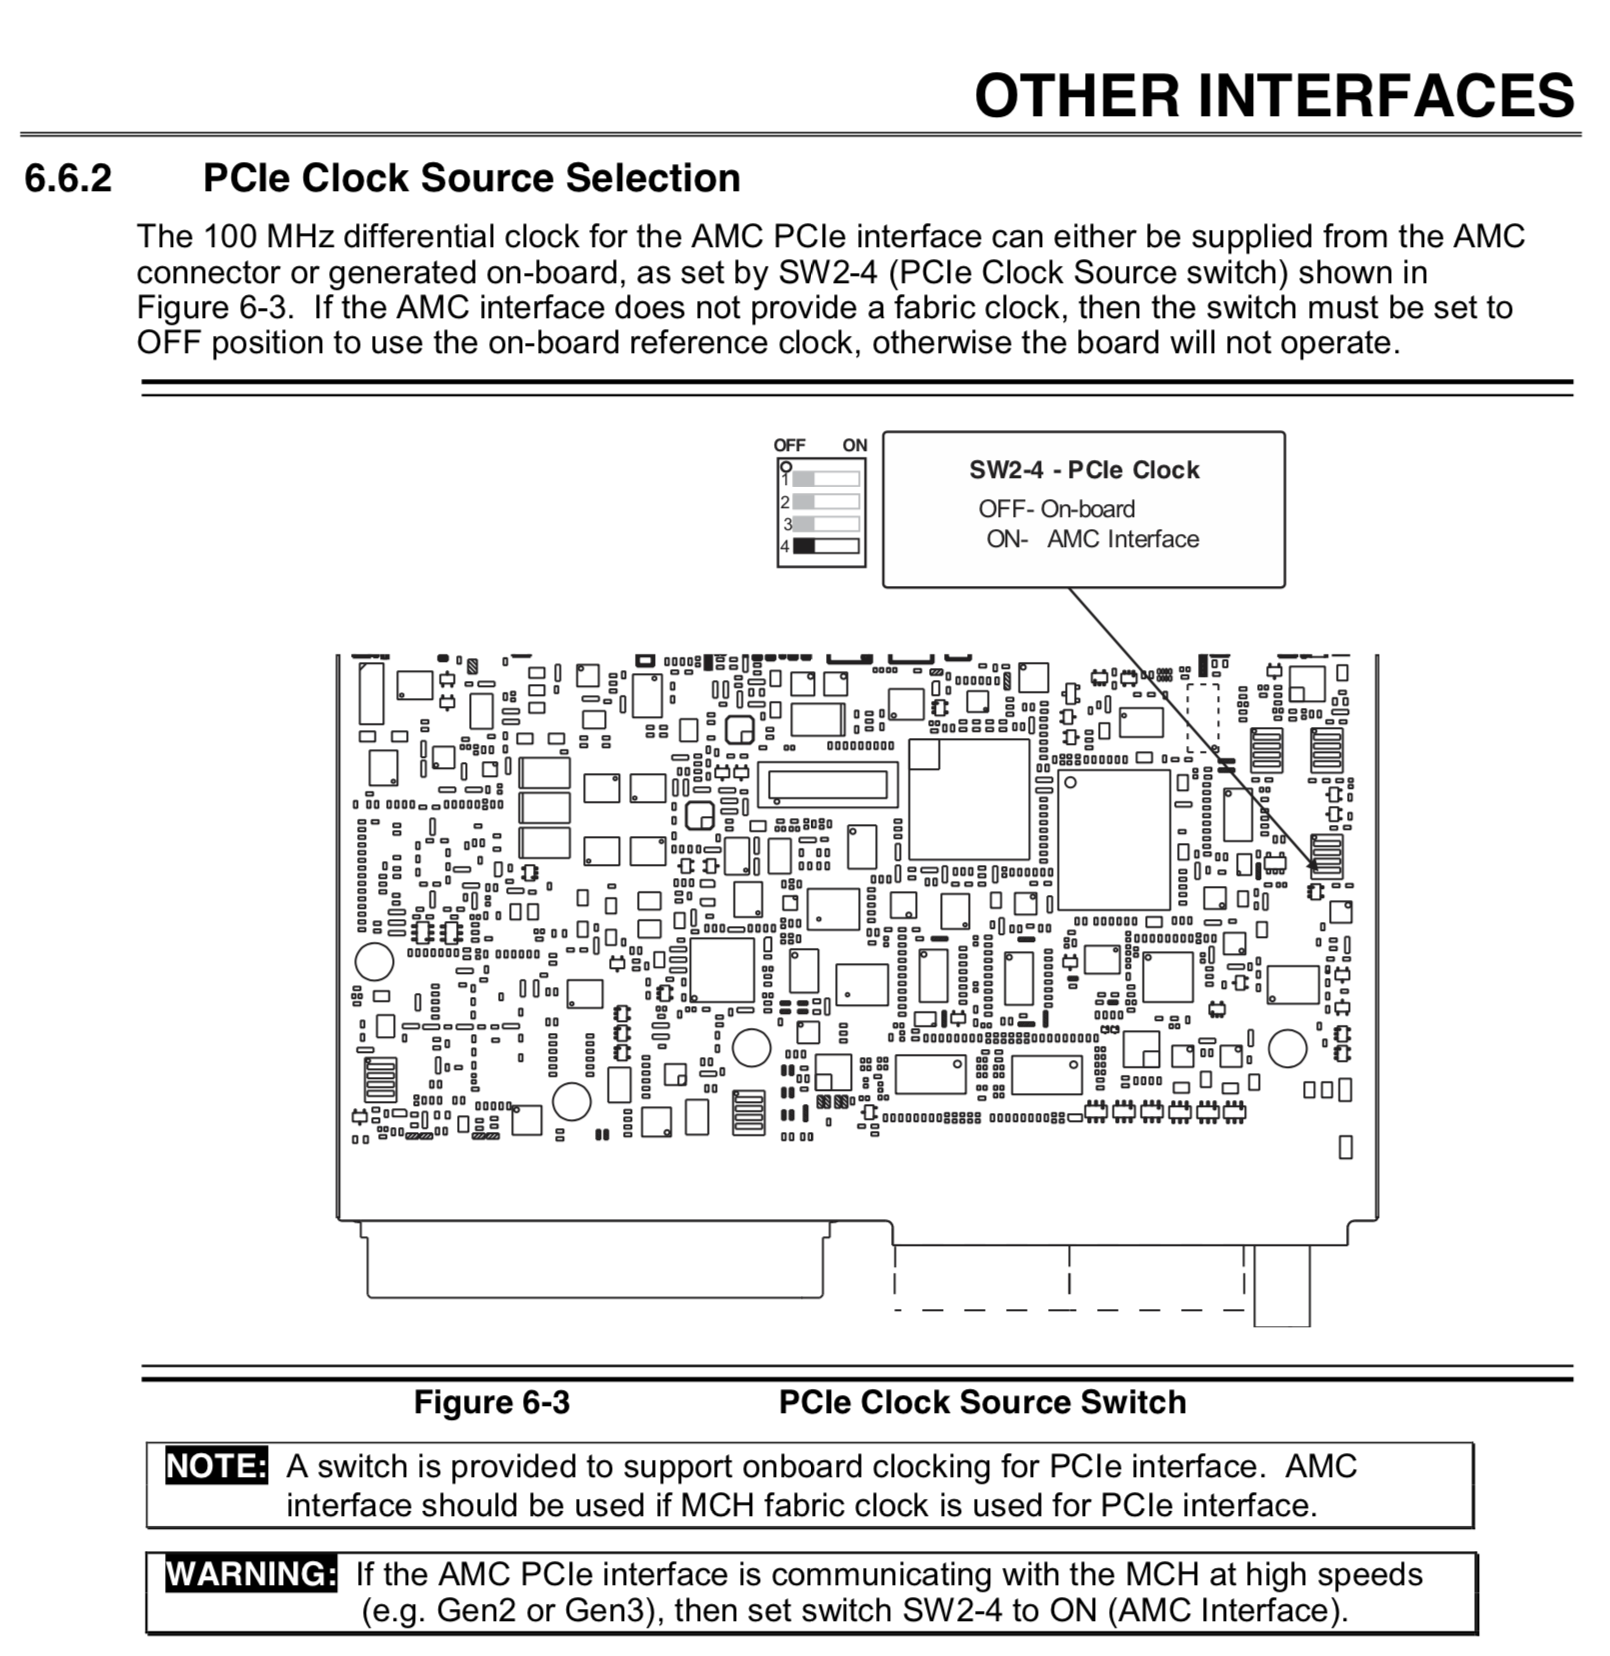 OTHER INTERFACES
6.6.2 PCIe Clock Source Selection
The 100 MHz differential clock for the AMC PCIe interface can either be supplied from the AMC
connector or generated on-board, as set by SW2-4 (PCIe Clock Source switch) shown in
Figure 6-3.  If the AMC interface does not provide a fabric clock, then the switch must be set to
OFF position to use the on-board reference clock, otherwise the board will not operate.
OFF ON
1
2
3
4
SW2-4 - PCIe Clock
OFF- On-board
ON- AMC Interface
Figure 6-3 PCIe Clock Source Switch
NOTE: A switch is provided to support onboard clocking for PCIe interface.  AMC
interface should be used if MCH fabric clock is used for PCIe interface.
WARNING: If the AMC PCIe interface is communicating with the MCH at high speeds
(e.g. Gen2 or Gen3), then set switch SW2-4 to ON (AMC Interface).